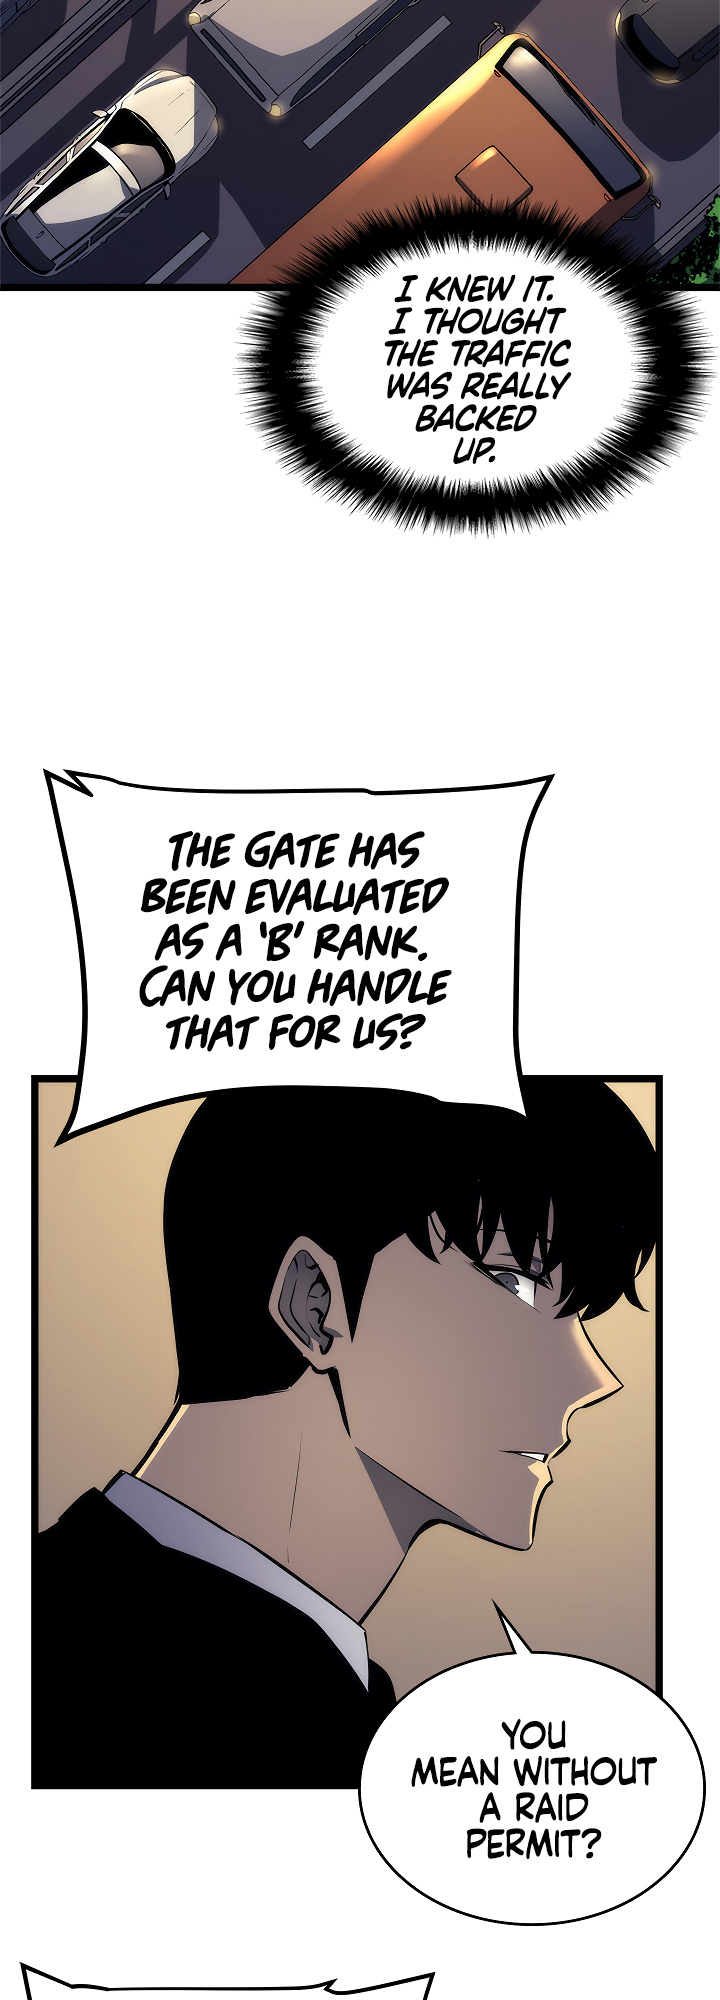 I KNEW IT.
I THOUGHT
THE TRAFFIC
WAS REALLY
BACKED
UP.
THE GATE HAS
BEEN EVALUATED
AS A 'B' RANK.
CAN YOU HANDLE
THAT FOR US?
YOU
MEAN WITHOUT
A RAID
PERMIT?